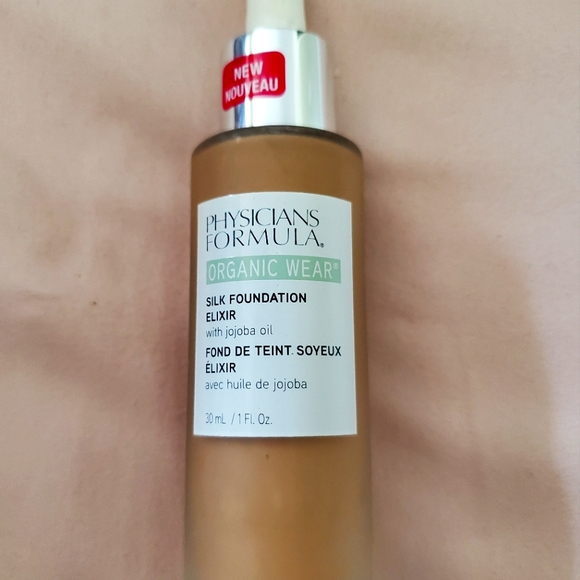 NEW
NOUVEAU
PHYSICIANS
FORMULA®
ORGANIC WEAR®
SILK FOUNDATION
ELIXIR
with jojoba oil
FOND DE TEINT SOYEUX
ÉLIXIR
avec huile de jojoba
30 mL / 1 Fl. Oz.